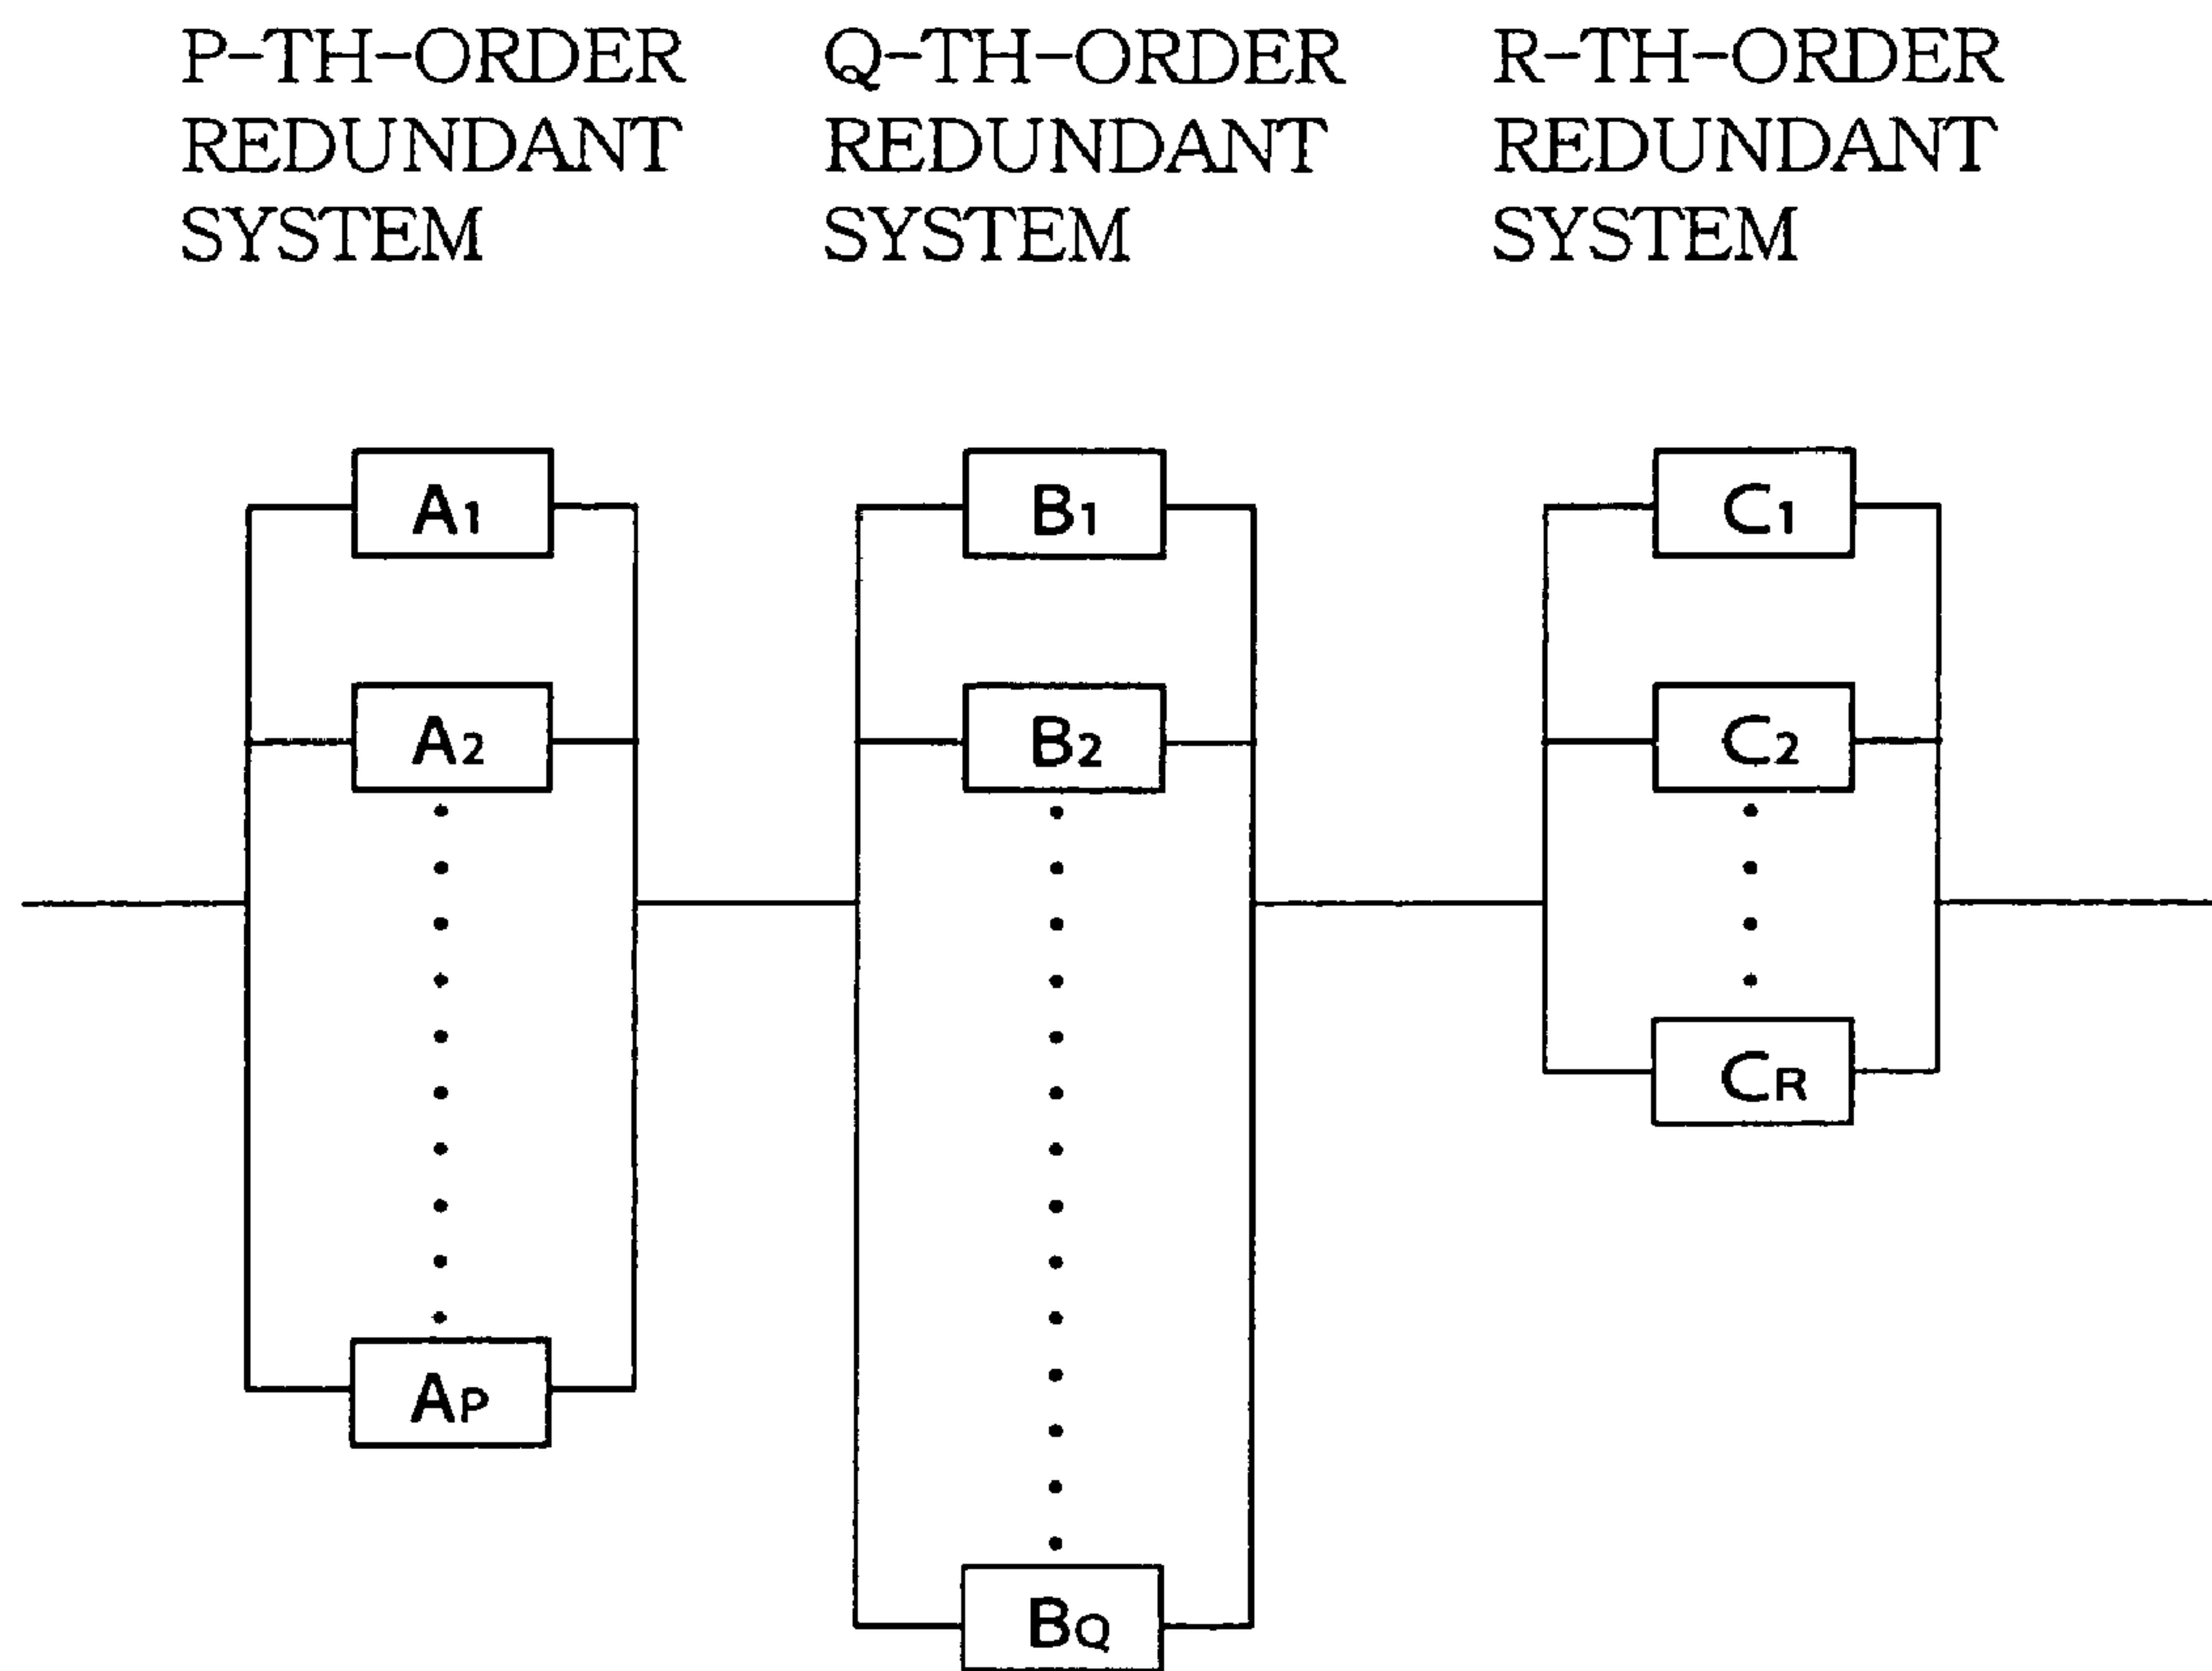 P-TH-ORDER
REDUNDANT
SYSTEM
Q-TH-ORDER
REDUNDANT
SYSTEM
R-TH-ORDER
REDUNDANT
SYSTEM
A1
B1
C1
A2
B2
C2
CR
AP
BQ